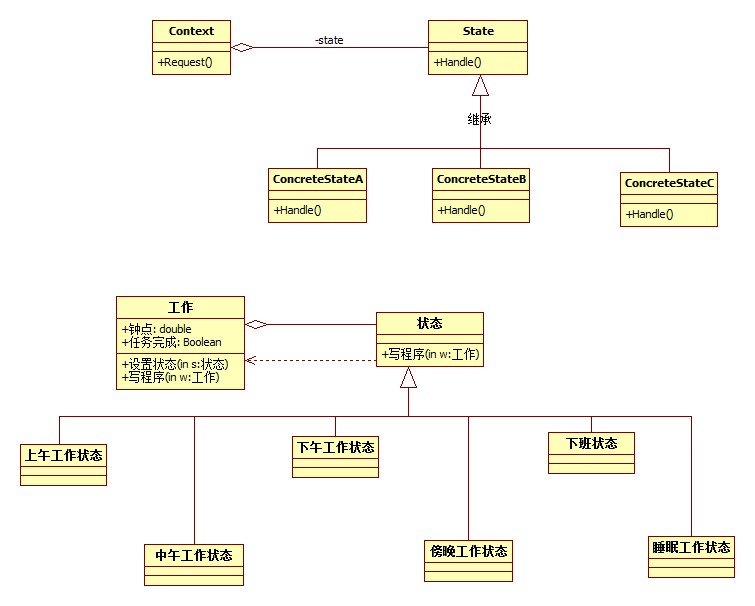 Context
+Request()
-state
State
+Handle()
继承
ConcreteStateA
+Handle()
ConcreteStateB
+Handle()
ConcreteStateC
+Handle()
工作
+钟点: double
+任务完成: Boolean
+设置状态(in s:状态)
+写程序(in w:工作)
状态
+写程序(in w:工作)
上午工作状态
下午工作状态
下班状态
中午工作状态
傍晚工作状态
睡眠工作状态